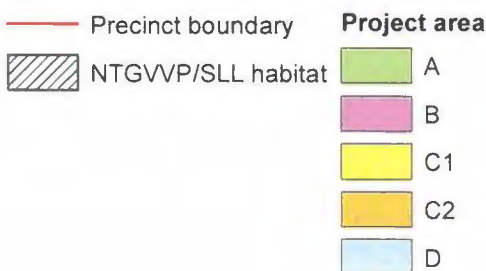 Precinct boundary
NTGVVP/SLL habitat
Project area
A
B
C1
C2
D